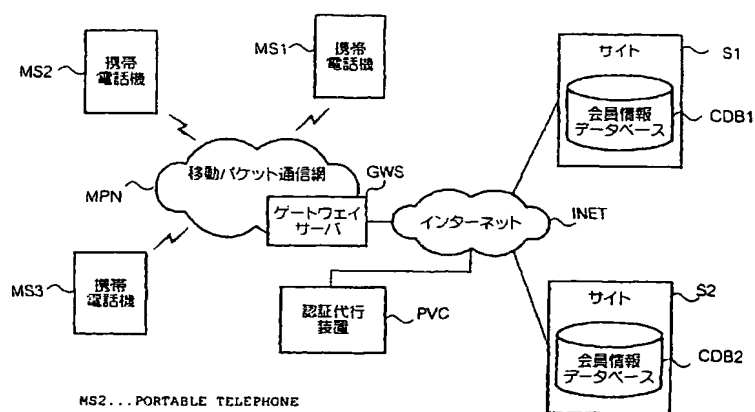 MS2
携帯
電話機
MS1
携帯
電話機
サイト
S1
会員情報
データベース
CDB1
移動パケット通信網
GWS
MPN
ゲートウェイ
サーバ
インターネット
INET
MS3
携帯
電話機
認証代行
装置
PVC
サイト
S2
会員情報
データベース
CDB2
MS2...PORTABLE TELEPHONE